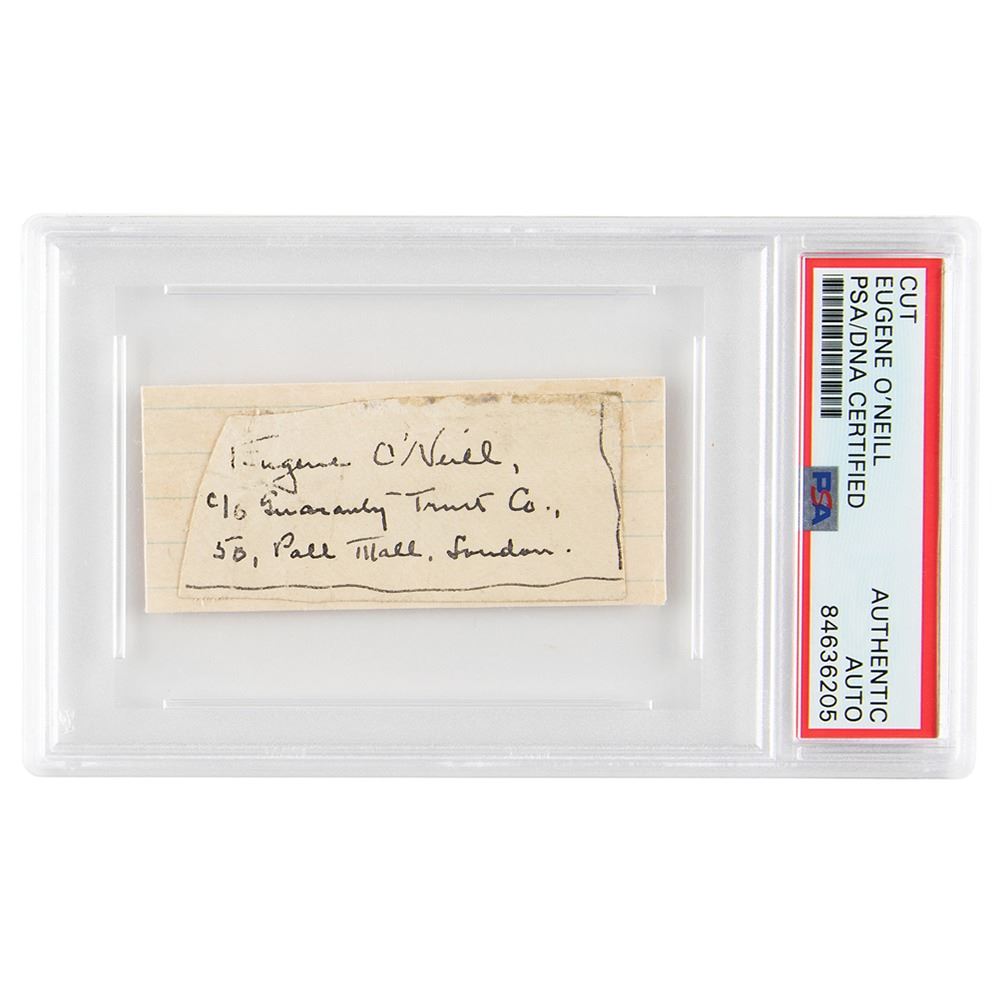 Eugene O'Neill,
c/o Guaranty Trust Co.,
50, Pall Mall, London.
CUT
EUGENE O'NEILL
PSA/DNA CERTIFIED
PSA
AUTHENTIC
AUTO
84636205